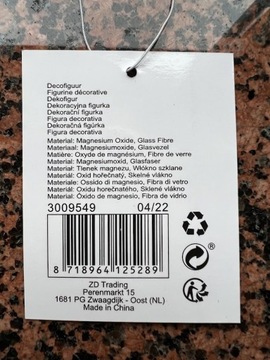 Decofiguur
Figurine décorative
Dekofigur
Dekoracyjna figurka
Dekorační figurka
Figura decorativa
Dekoračná figúrka
Figura decorativa
Material: Magnesium Oxide, Glass Fibre
Materiaal: Magnesiumoxide, Glasvezel
Matière: Oxyde de magnésium, Fibre de verre
Material: Magnesiumoxid, Glasfaser
Materiał: Tlenek magnezu, Włókno szklane
Materiál: Oxid hořečnatý, Skelné vlákno
Materiale: Ossido di magnesio, Fibra di vetro
Materiál: Oxidu horečnatého, Sklené vlákno
Material: Óxido de magnesio, Fibra de vidrio
3009549 04/22
8 718964 125289
ZD Trading
Perenmarkt 15
1681 PG Zwaagdijk - Oost (NL)
Made in China